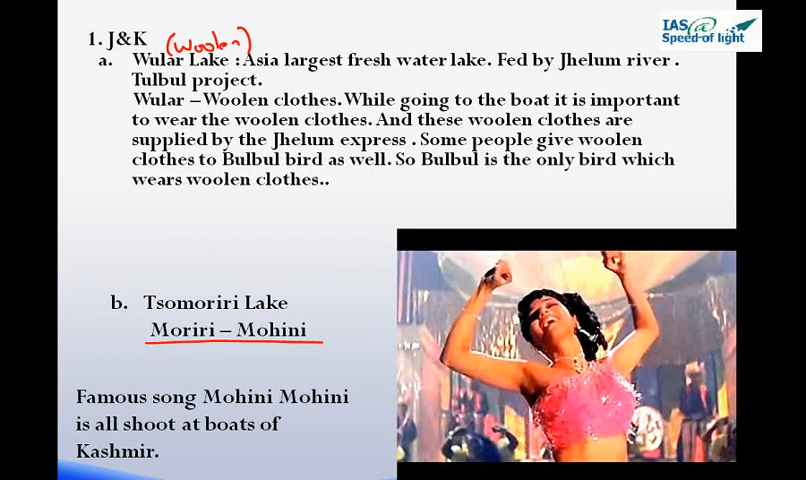 IAS@
Speed of light
1. J&K (Woolen)
a. Wular Lake : Asia largest fresh water lake. Fed by Jhelum river .
Tulbul project.
Wular – Woolen clothes. While going to the boat it is important
to wear the woolen clothes. And these woolen clothes are
supplied by the Jhelum express . Some people give woolen
clothes to Bulbul bird as well. So Bulbul is the only bird which
wears woolen clothes..
b. Tsomoriri Lake
Moriri – Mohini
Famous song Mohini Mohini
is all shoot at boats of
Kashmir.